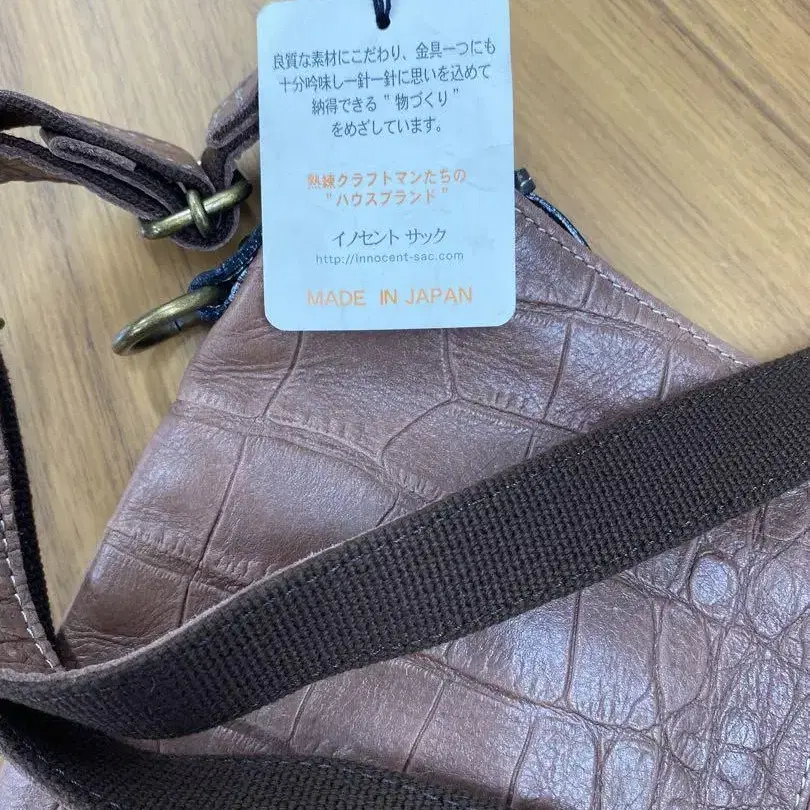 良質な素材にこだわり、金具一つにも
十分吟味し一針一針に思いを込めて
納得できる"物づくり"
をめざしています。
熟練クラフトマンたちの
"ハウスブランド"
イノセント サック
http://innocent-sac.com
MADE IN JAPAN